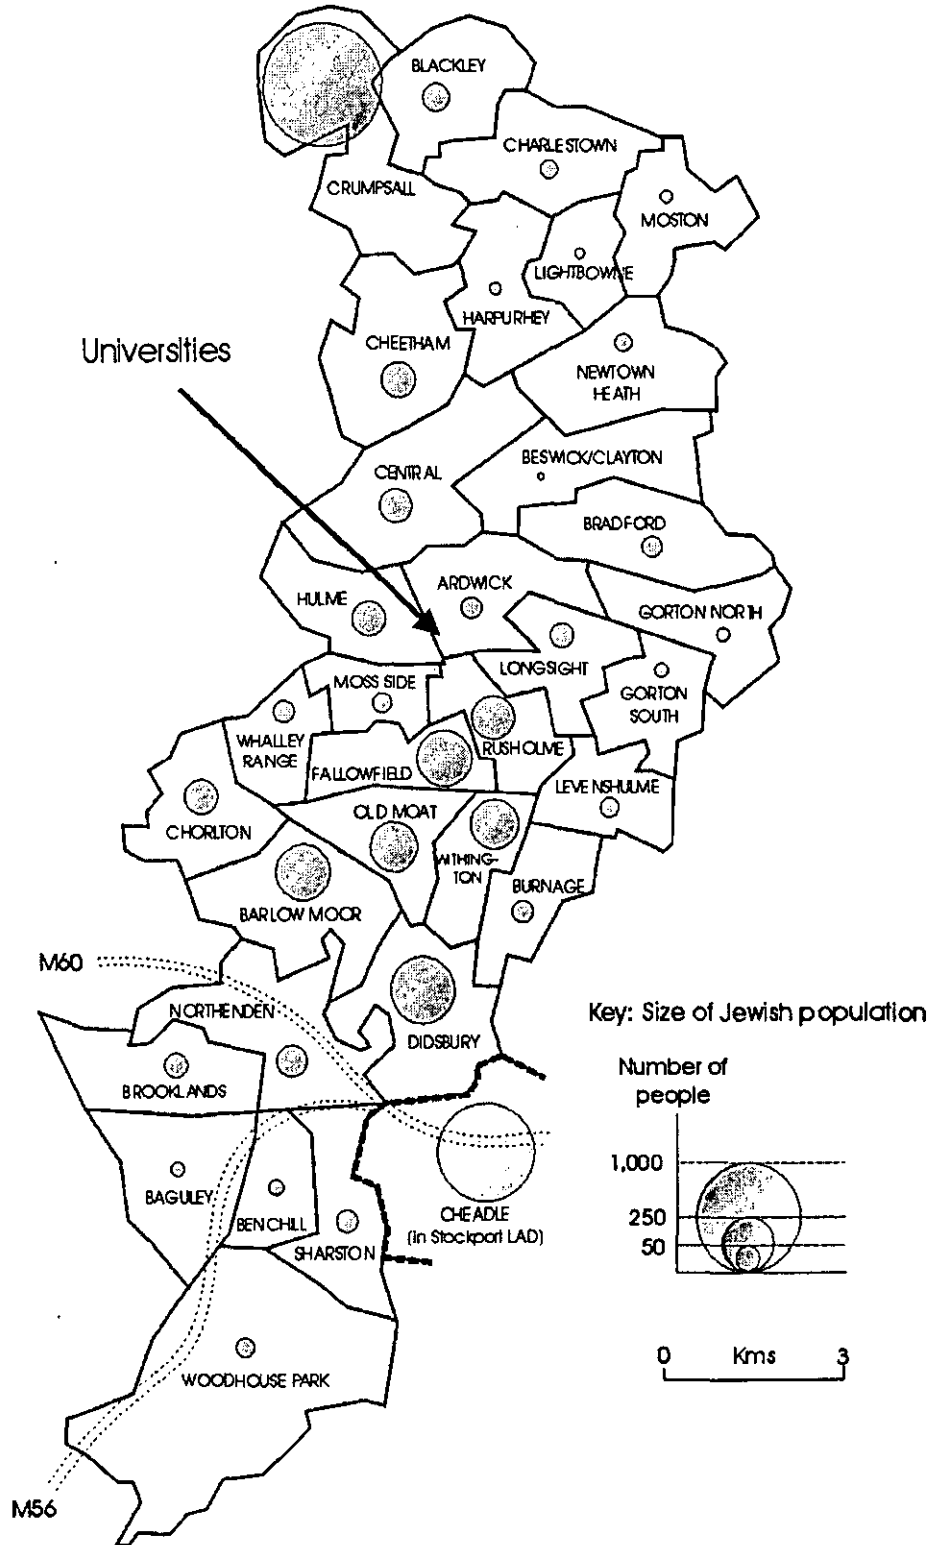 BLACKLEY
CHARLESTOWN
CRUMPSALL
MOSTON
LIGHTBOWNE
HARPURHEY
Universities
CHEETHAM
NEWTOWN
HEATH
BESWICK/CLAYTON
CENTRAL
BRADFORD
ARDWICK
HULME
GORTON NORTH
LONGSIGHT
MOSS SIDE
GORTON
SOUTH
WHALLEY
RANGE
RUSHOLME
FALLOWFIELD
LEVENSHULME
OLD MOAT
CHORLTON
WITHING-
TON
BURNAGE
BARLOW MOOR
M60
NORTHENDEN
DIDSBURY
BROOKLANDS
Key: Size of Jewish population
Number of
people
1,000
250
50
BAGULEY
BENCHILL
CHEADLE
(in Stockport LAD)
SHARSTON
0 Kms 3
WOODHOUSE PARK
M56